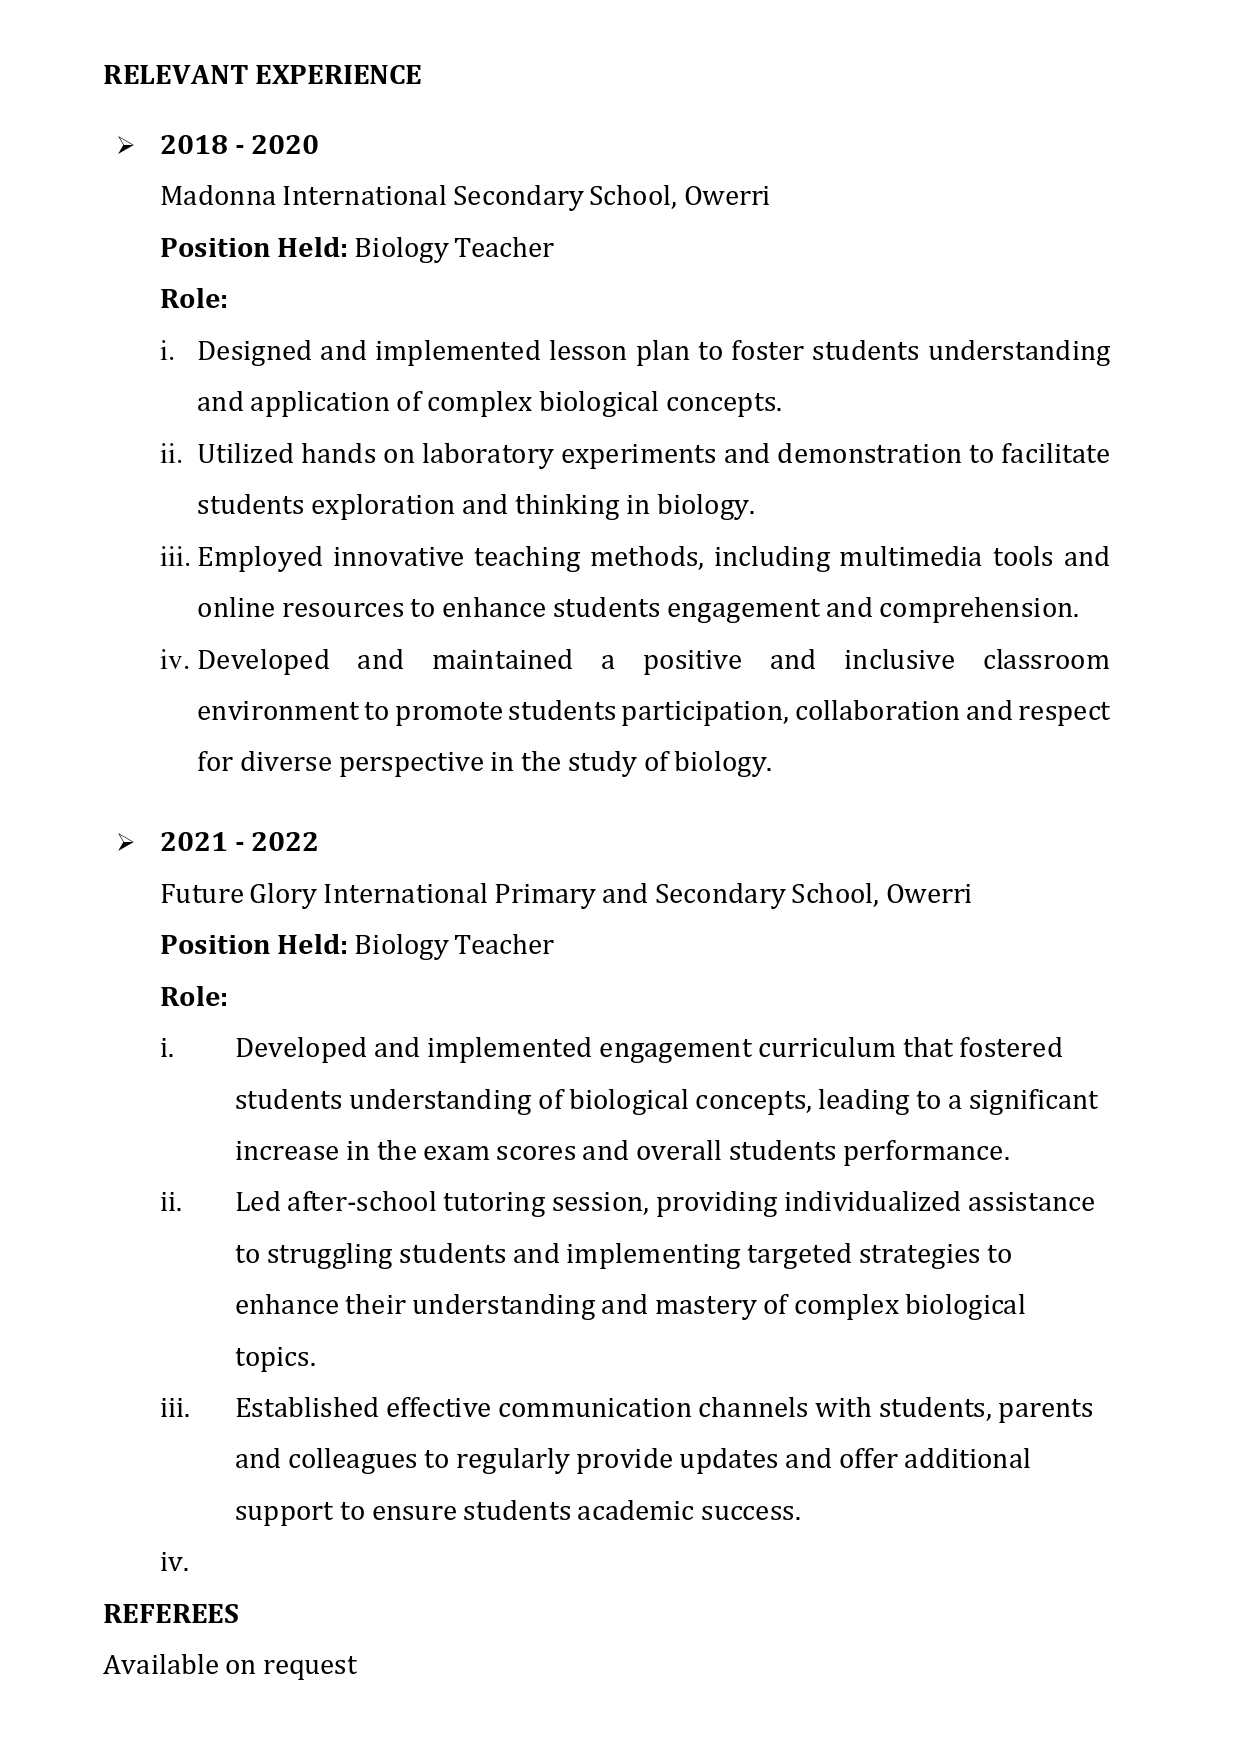 RELEVANT EXPERIENCE
➢ 2018 - 2020
Madonna International Secondary School, Owerri
Position Held: Biology Teacher
Role:
i. Designed and implemented lesson plan to foster students understanding
and application of complex biological concepts.
ii. Utilized hands on laboratory experiments and demonstration to facilitate
students exploration and thinking in biology.
iii. Employed innovative teaching methods, including multimedia tools and
online resources to enhance students engagement and comprehension.
iv. Developed and maintained a positive and inclusive classroom
environment to promote students participation, collaboration and respect
for diverse perspective in the study of biology.
➢ 2021 - 2022
Future Glory International Primary and Secondary School, Owerri
Position Held: Biology Teacher
Role:
i. Developed and implemented engagement curriculum that fostered
students understanding of biological concepts, leading to a significant
increase in the exam scores and overall students performance.
ii. Led after-school tutoring session, providing individualized assistance
to struggling students and implementing targeted strategies to
enhance their understanding and mastery of complex biological
topics.
iii. Established effective communication channels with students, parents
and colleagues to regularly provide updates and offer additional
support to ensure students academic success.
iv.
REFEREES
Available on request